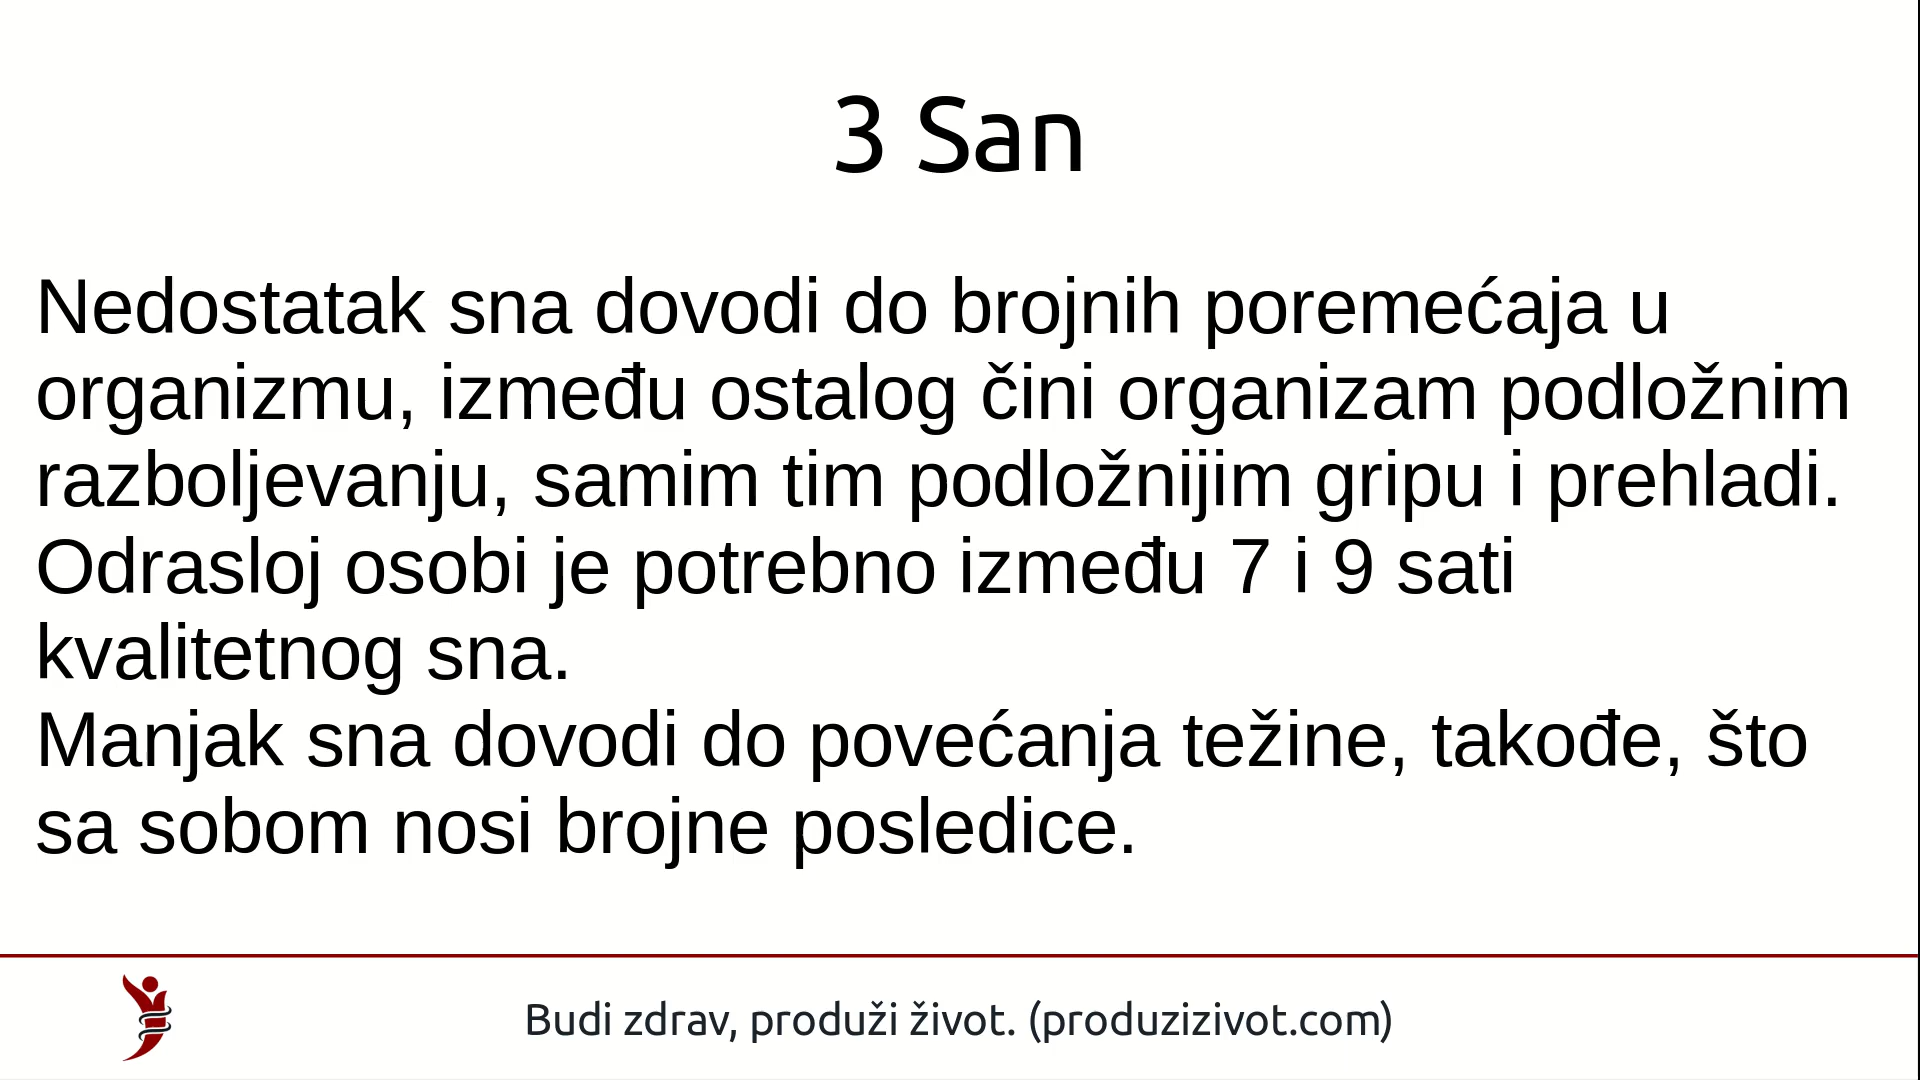 3 San
Nedostatak sna dovodi do brojnih poremećaja u
organizmu, između ostalog čini organizam podložnim
razboljevanju, samim tim podložnijim gripu i prehladi.
Odrasloj osobi je potrebno između 7 i 9 sati
kvalitetnog sna.
Manjak sna dovodi do povećanja težine, takođe, što
sa sobom nosi brojne posledice.
Budi zdrav, produži život. (produzizivot.com)